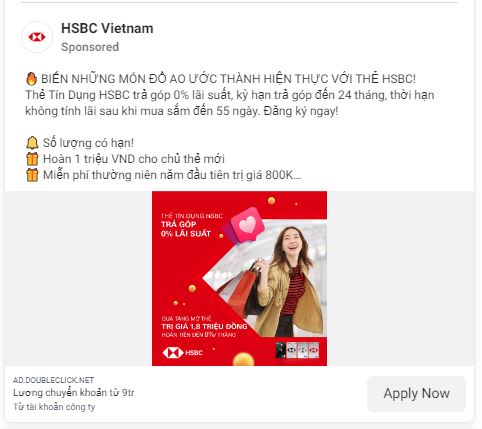 HSBC Vietnam
Sponsored
🔥 BIẾN NHỮNG MÓN ĐỒ AO ƯỚC THÀNH HIỆN THỰC VỚI THẺ HSBC!
Thẻ Tín Dụng HSBC trả góp 0% lãi suất, kỳ hạn trả góp đến 24 tháng, thời hạn
không tính lãi sau khi mua sắm đến 55 ngày. Đăng ký ngay!
🔔 Số lượng có hạn!
🎁 Hoàn 1 triệu VND cho chủ thẻ mới
🎁 Miễn phí thường niên năm đầu tiên trị giá 800K...
THẺ TÍN DỤNG HSBC
TRẢ GÓP
0% LÃI SUẤT
QUÀ TẶNG MỞ THẺ
TRỊ GIÁ 1,8 TRIỆU ĐỒNG
HOÀN TIỀN ĐẾN 8%/ THÁNG
HSBC
AD.DOUBLECLICK.NET
Lương chuyển khoản từ 9tr
Từ tài khoản công ty
Apply Now